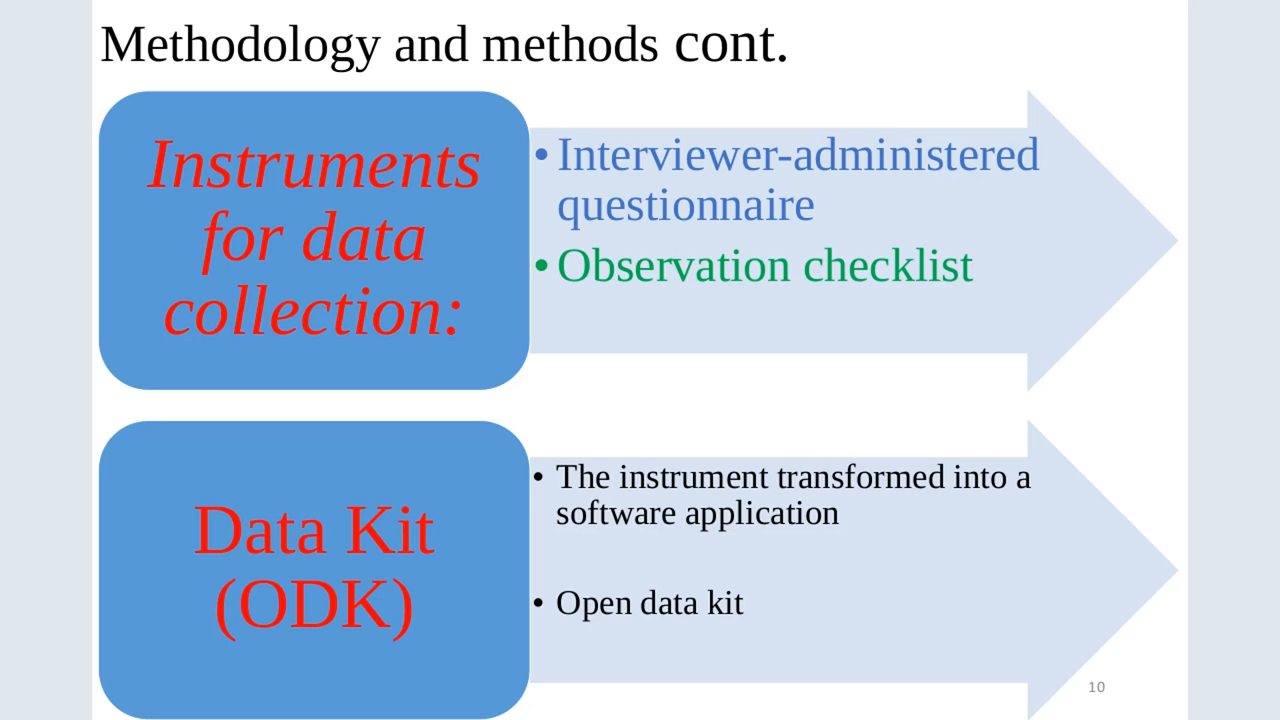 Methodology and methods cont.
Instruments
for data
collection:
• Interviewer-administered
questionnaire
• Observation checklist
Data Kit
(ODK)
• The instrument transformed into a
software application
• Open data kit
10